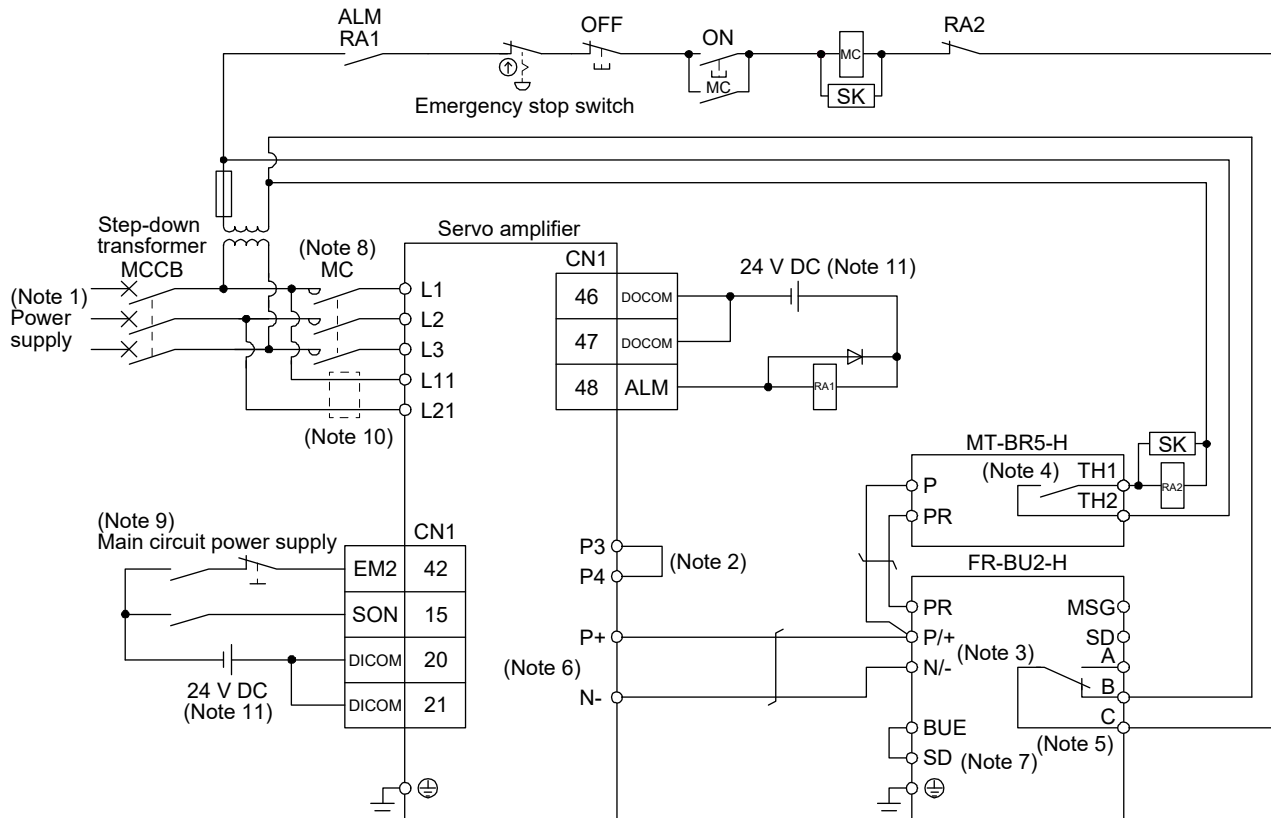 ALM
RA1
OFF
ON
RA2
MC
MC
SK
Emergency stop switch
Step-down
transformer
MCCB
(Note 8)
MC
Servo amplifier
(Note 1)
Power
supply
L1
L2
L3
L11
L21
(Note 10)
CN1
46 DOCOM
47 DOCOM
48 ALM
24 V DC (Note 11)
RA1
MT-BR5-H
(Note 4)
P
PR
TH1
TH2
SK
RA2
(Note 9)
Main circuit power supply
CN1
EM2 42
SON 15
DICOM 20
DICOM 21
24 V DC
(Note 11)
P3
P4
(Note 2)
P+
N-
(Note 6)
FR-BU2-H
PR
P/+
N/-
(Note 3)
BUE
SD
(Note 7)
MSG
SD
A
B
C
(Note 5)